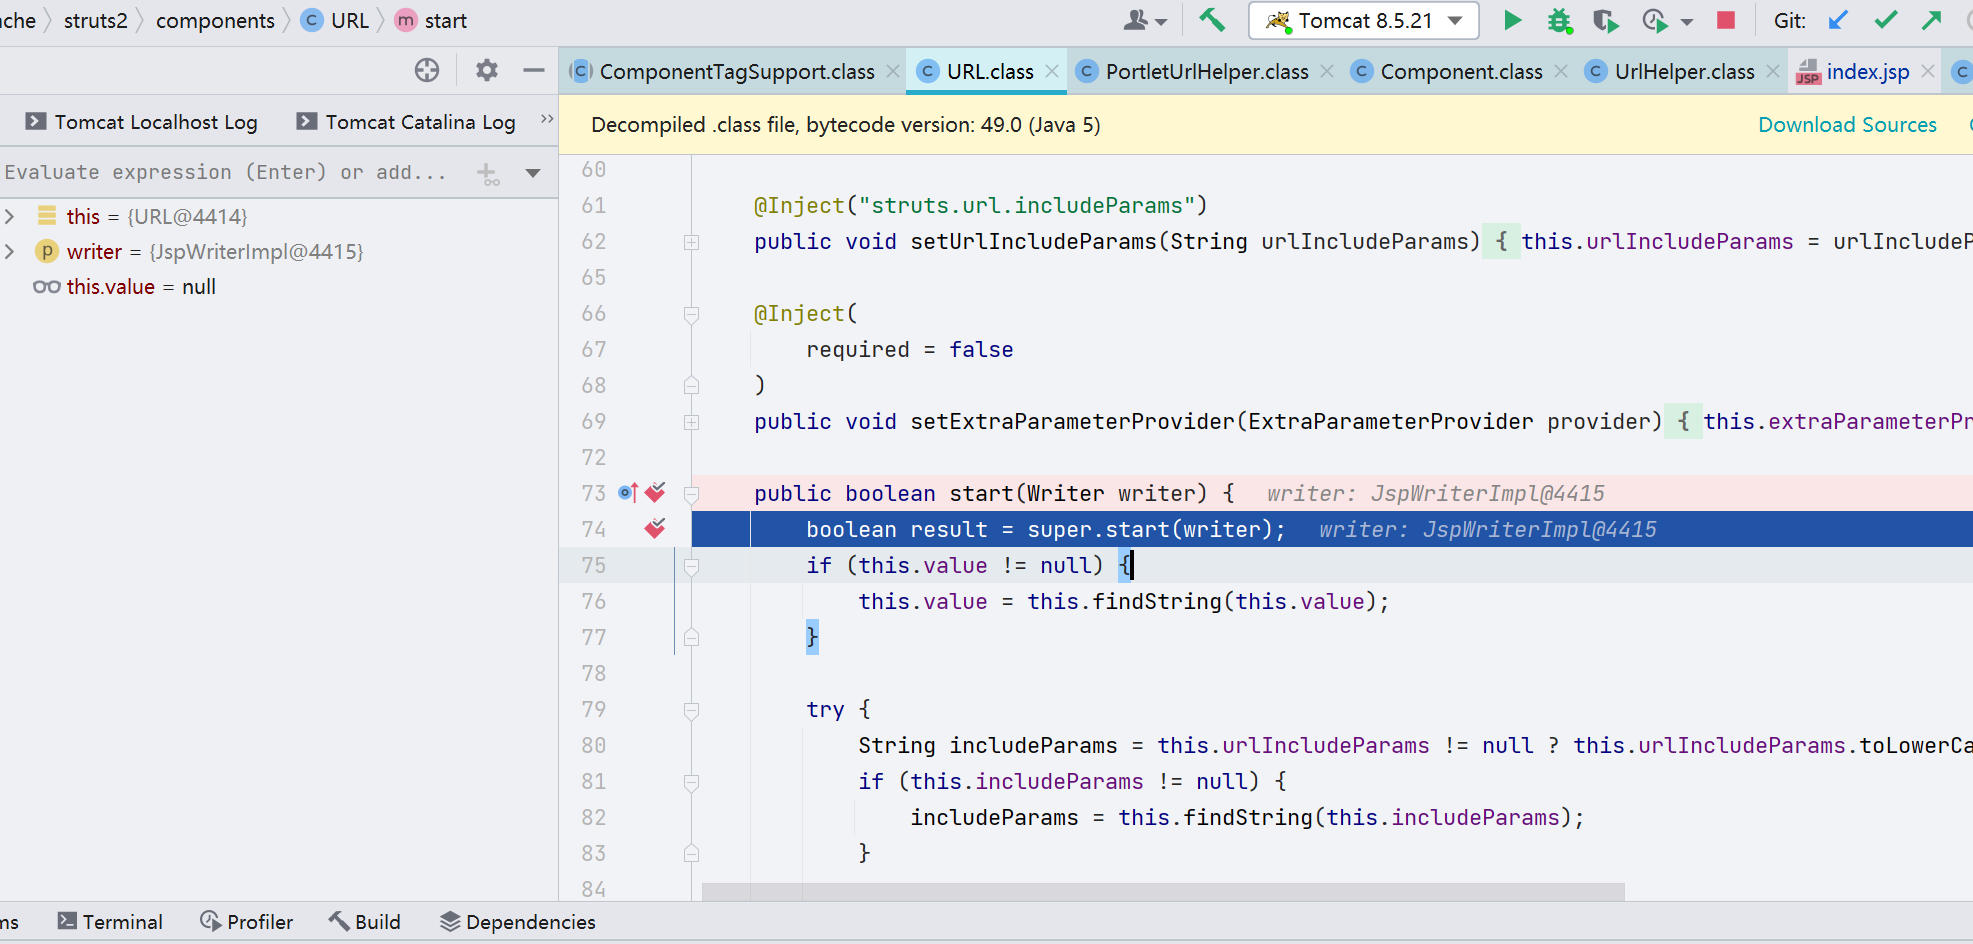 che struts2 components C URL m start Tomcat 8.5.21 Git:
C ComponentTagSupport.class C URL.class C PortletUrlHelper.class C Component.class C UrlHelper.class JSP index.jsp C
Tomcat Localhost Log Tomcat Catalina Log
Decompiled .class file, bytecode version: 49.0 (Java 5) Download Sources
Evaluate expression (Enter) or add...
this = {URL@4414}
p writer = {JspWriterImpl@4415}
this.value = null
60
61 @Inject("struts.url.includeParams")
62 public void setUrlIncludeParams(String urlIncludeParams) { this.urlIncludeParams = urlIncludeP
65
66 @Inject(
67 required = false
68 )
69 public void setExtraParameterProvider(ExtraParameterProvider provider) { this.extraParameterPr
72
73 public boolean start(Writer writer) { writer: JspWriterImpl@4415
74 boolean result = super.start(writer); writer: JspWriterImpl@4415
75 if (this.value != null) {
76 this.value = this.findString(this.value);
77 }
78
79 try {
80 String includeParams = this.urlIncludeParams != null ? this.urlIncludeParams.toLowerCa
81 if (this.includeParams != null) {
82 includeParams = this.findString(this.includeParams);
83 }
84
ms Terminal Profiler Build Dependencies